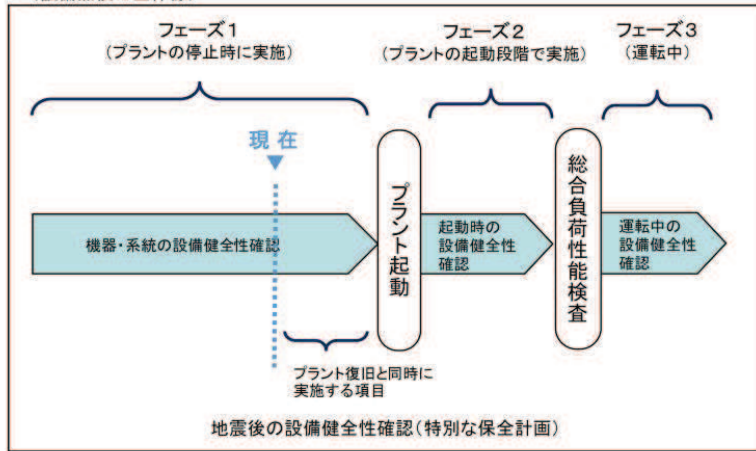 フェーズ1
(プラントの停止時に実施)
フェーズ2
(プラントの起動段階で実施)
フェーズ3
(運転中)
現 在
機器・系統の設備健全性確認
プラント起動
起動時の
設備健全性
確認
総合負荷性能検査
運転中の
設備健全性
確認
プラント復旧と同時に
実施する項目
地震後の設備健全性確認(特別な保全計画)